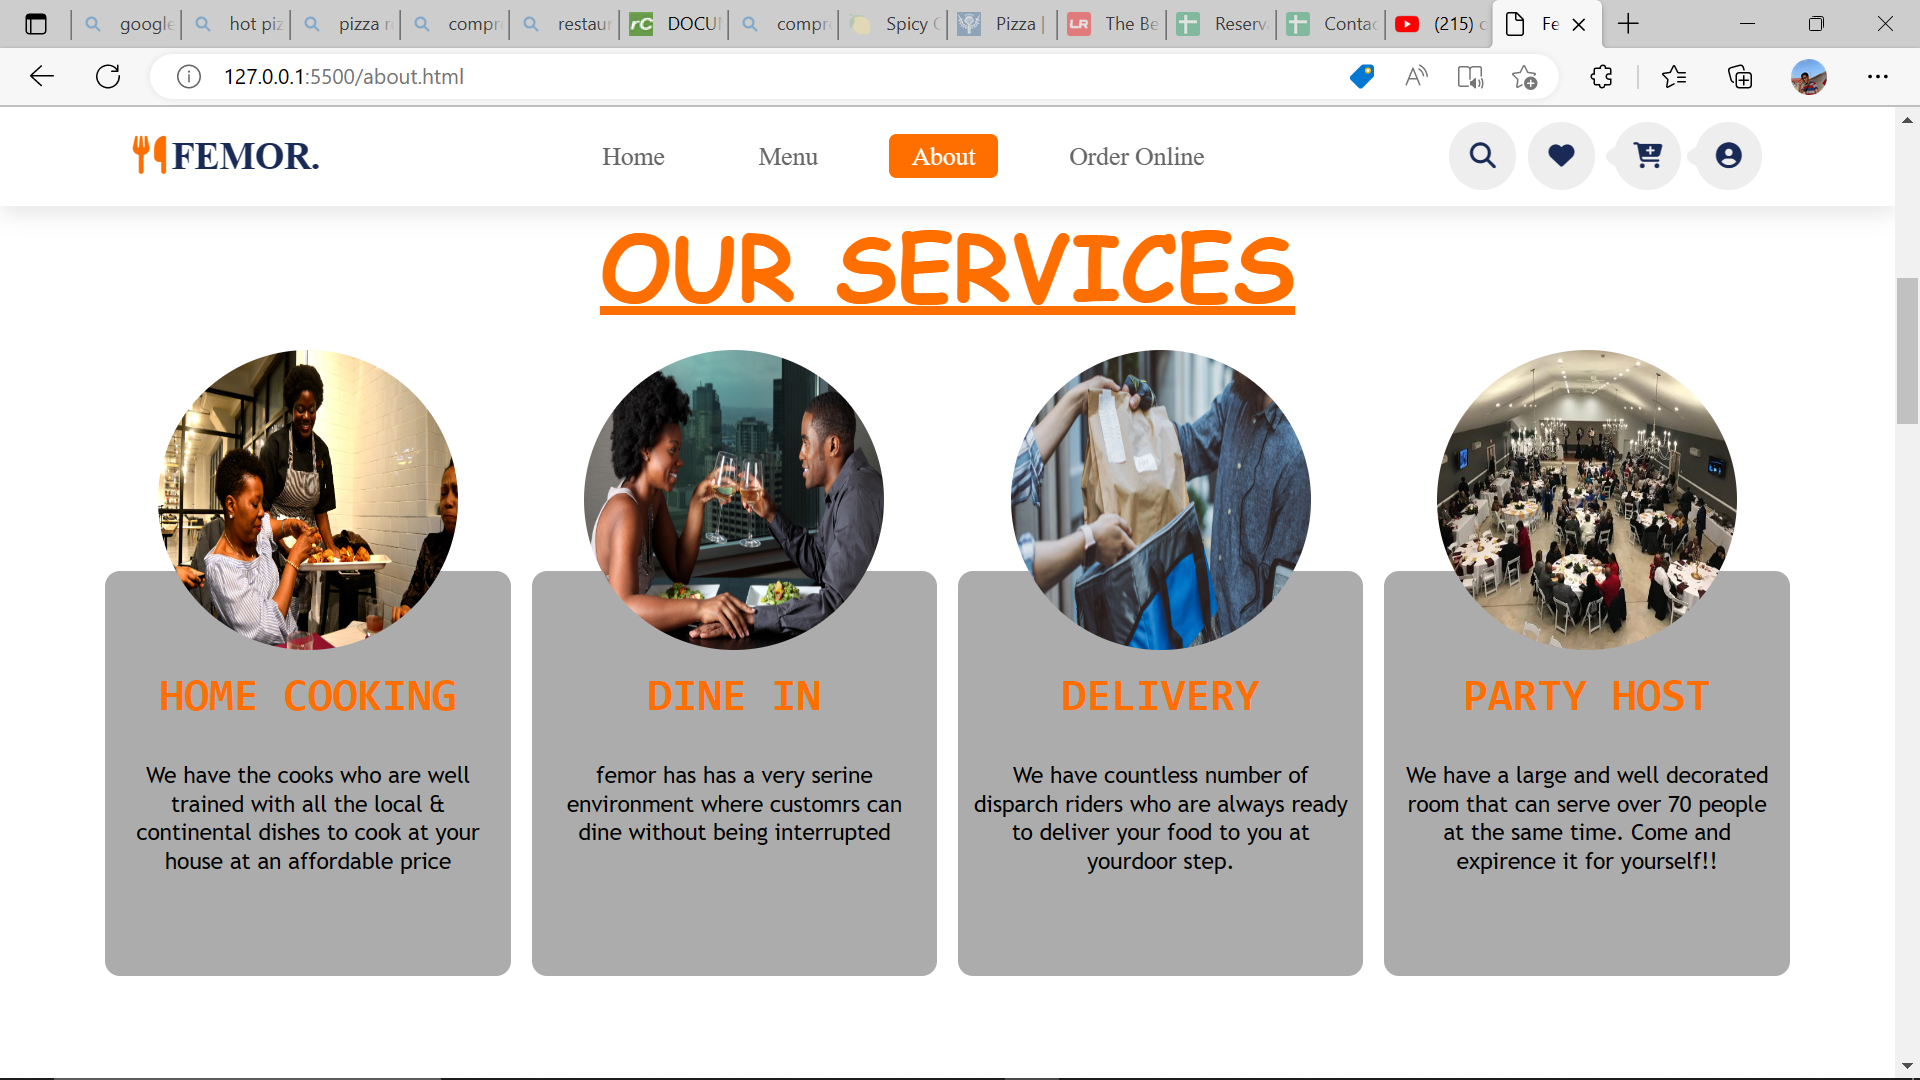 google hot piz pizza r compr restaur DOCU compr Spicy Pizza | The Be Reserv Contac (215) Fe
127.0.0.1:5500/about.html
FEMOR. Home Menu About Order Online
OUR SERVICES
HOME COOKING
We have the cooks who are well
trained with all the local &
continental dishes to cook at your
house at an affordable price
DINE IN
femor has has a very serine
environment where customrs can
dine without being interrupted
DELIVERY
We have countless number of
disparch riders who are always ready
to deliver your food to you at
yourdoor step.
PARTY HOST
We have a large and well decorated
room that can serve over 70 people
at the same time. Come and
expirence it for yourself!!